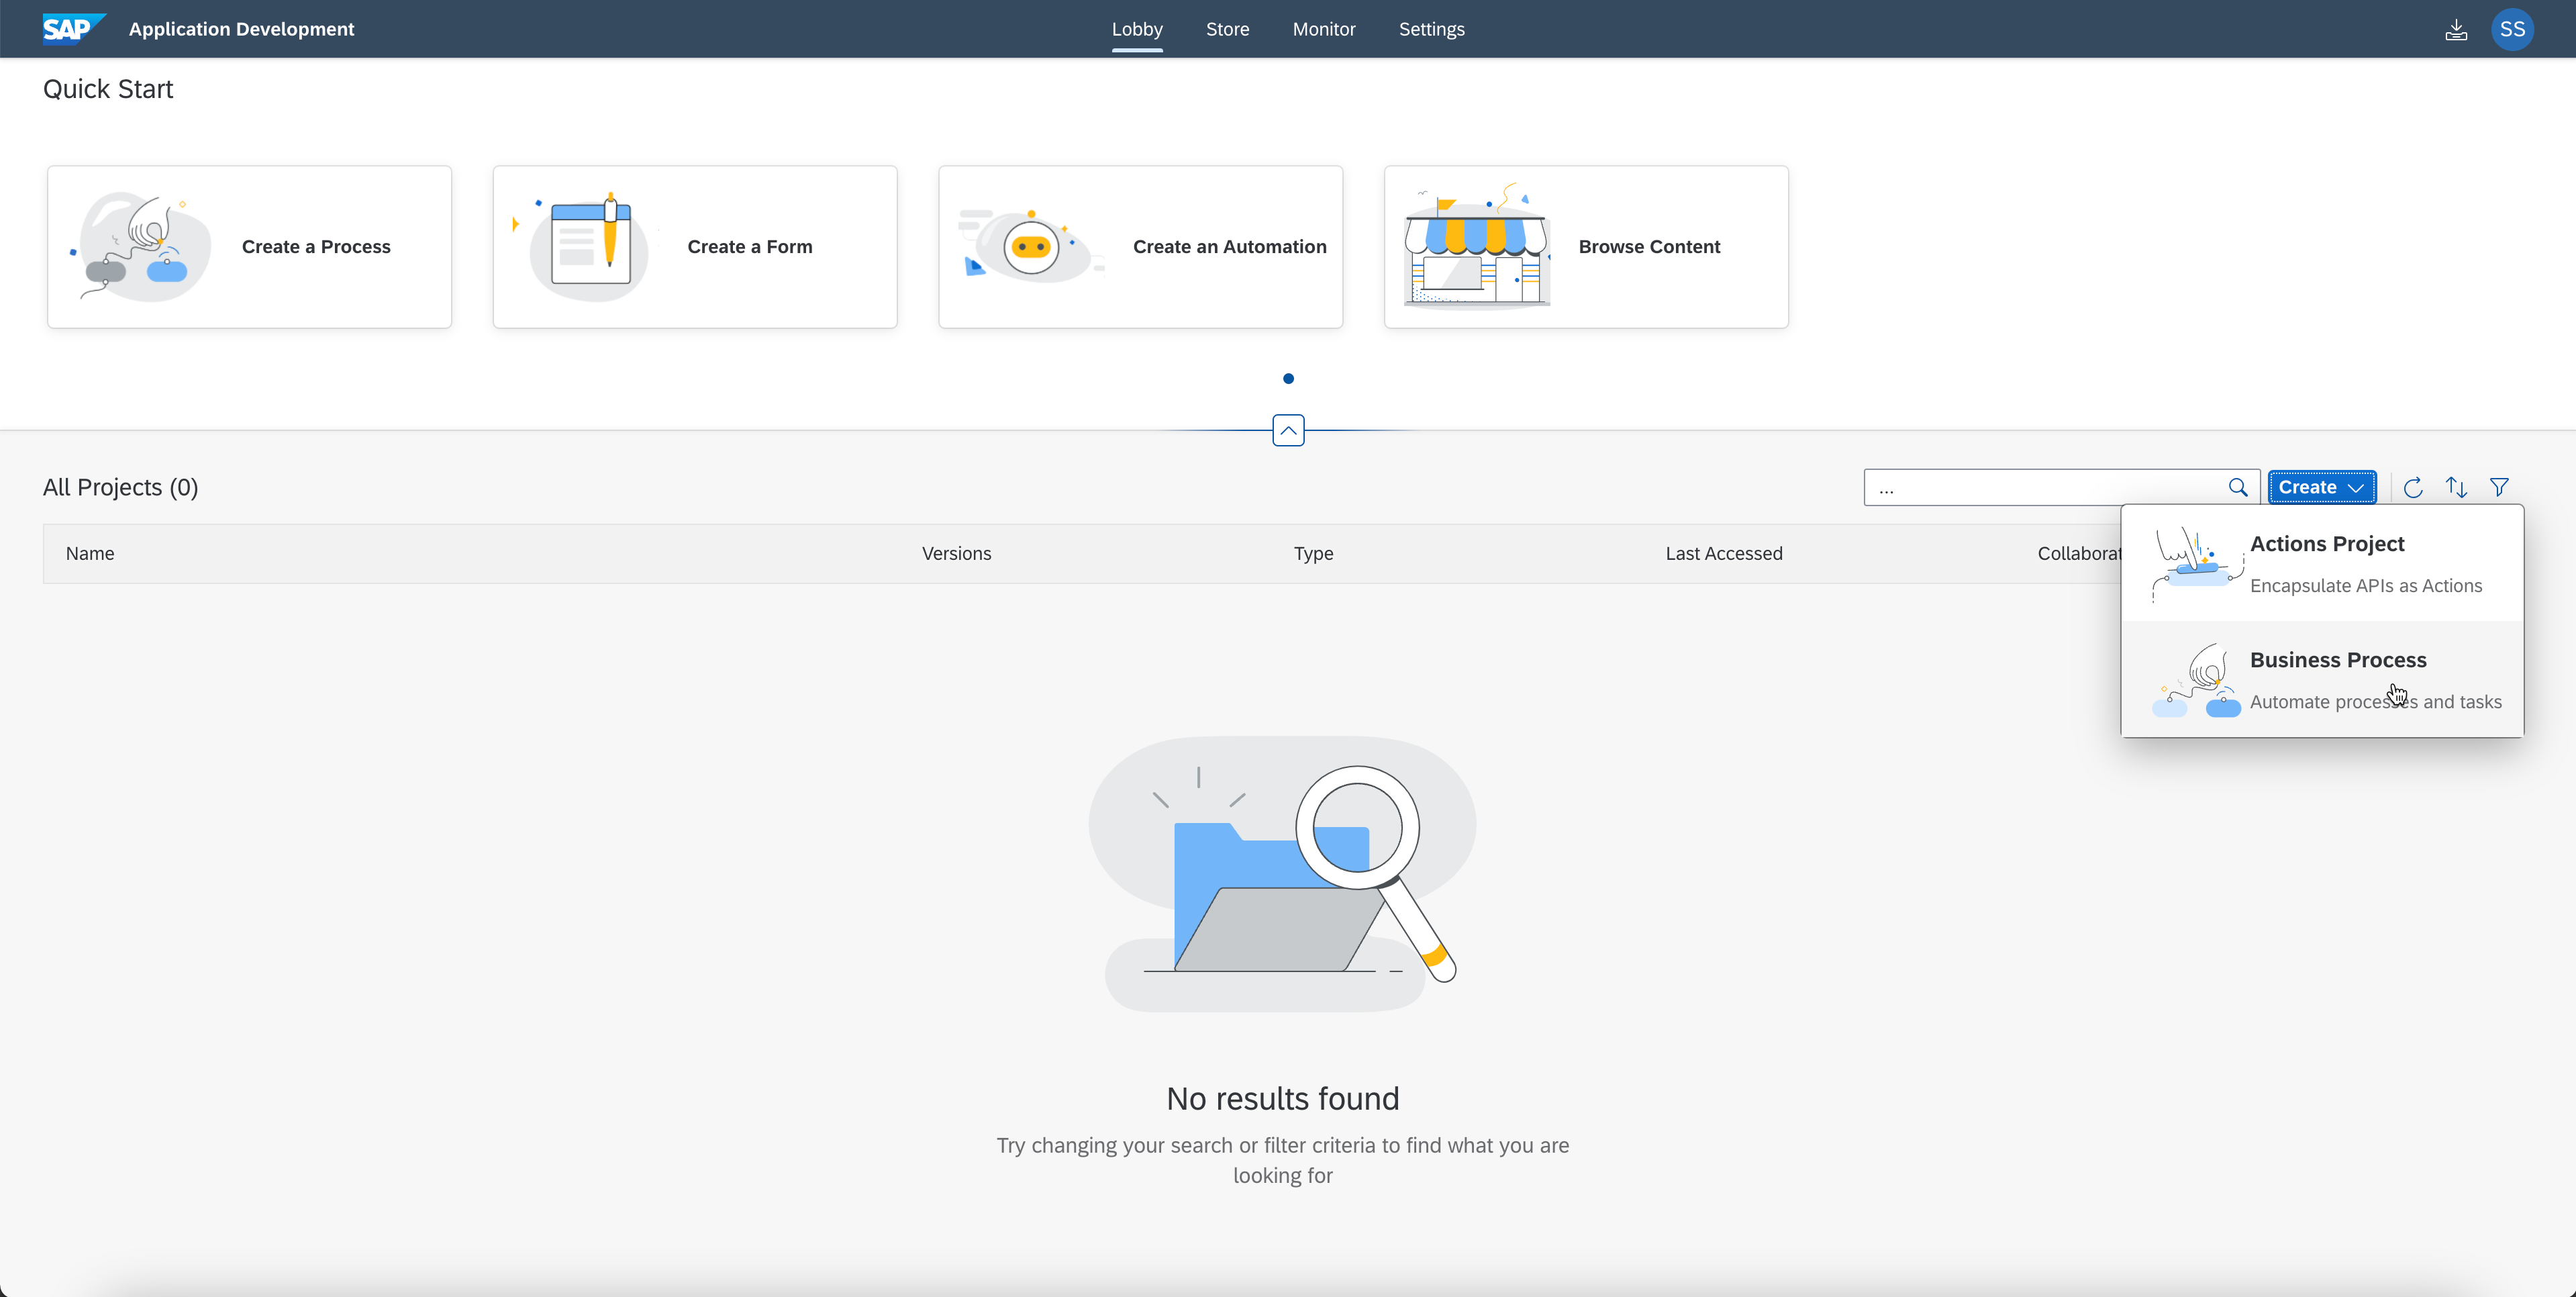 SAP Application Development Lobby Store Monitor Settings SS
Quick Start
Create a Process Create a Form Create an Automation Browse Content
All Projects (0) ... Create
Name Versions Type Last Accessed Collaborat
Actions Project
Encapsulate APIs as Actions
Business Process
Automate processes and tasks
No results found
Try changing your search or filter criteria to find what you are
looking for